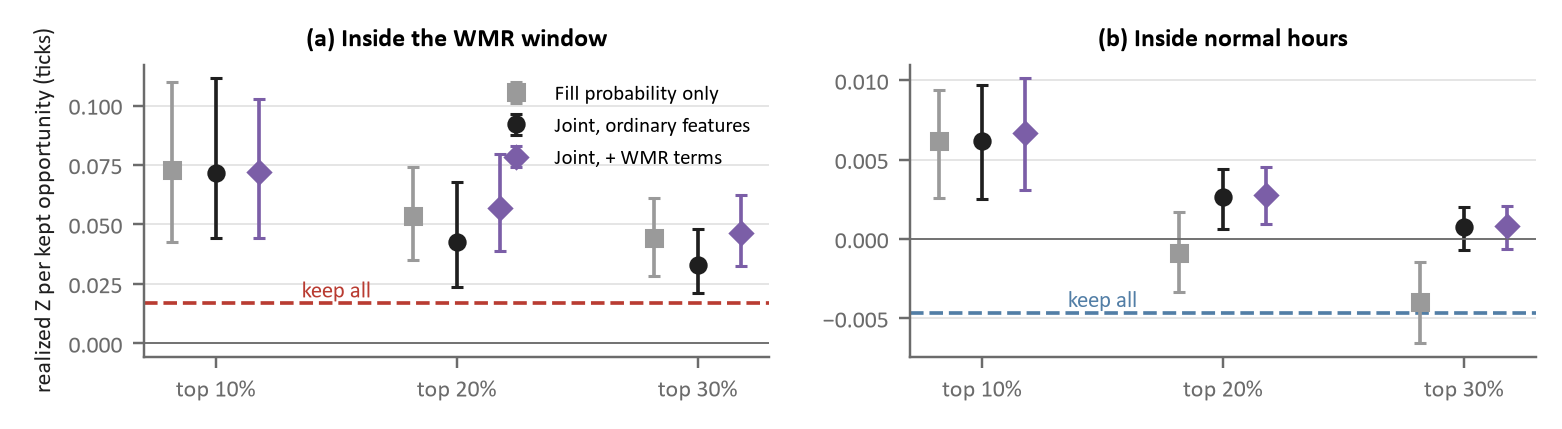 (a) Inside the WMR window
realized Z per kept opportunity (ticks)
0.100
0.075
0.050
0.025
0.000
Fill probability only
Joint, ordinary features
Joint, + WMR terms
keep all
top 10%
top 20%
top 30%
(b) Inside normal hours
0.010
0.005
0.000
−0.005
keep all
top 10%
top 20%
top 30%